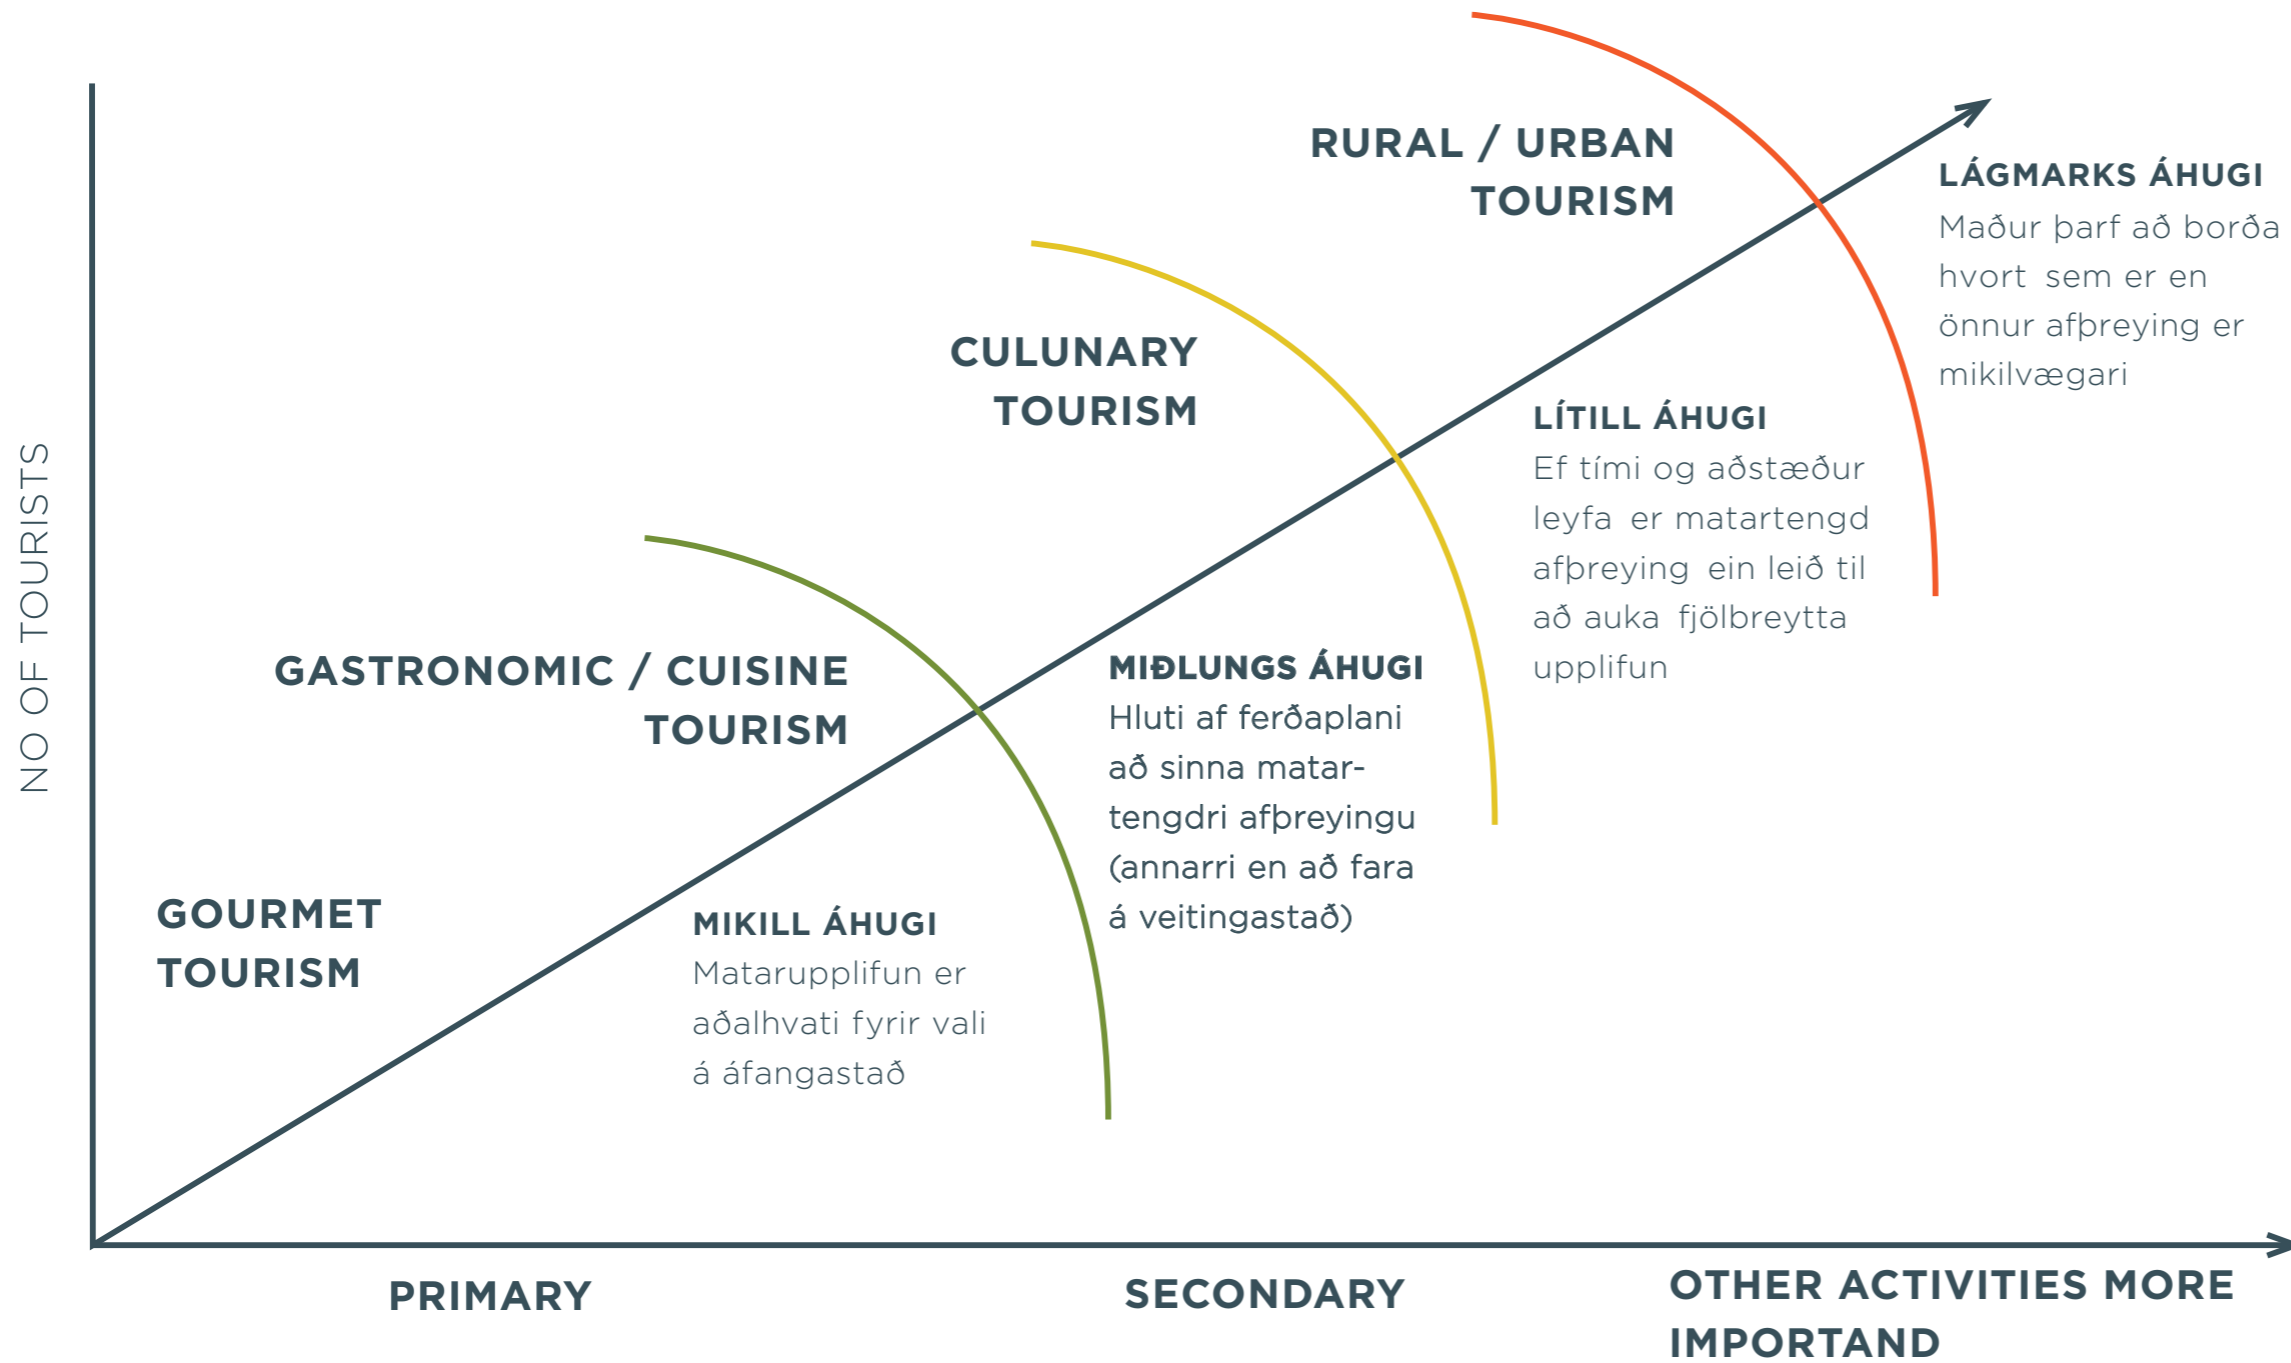 RURAL / URBAN
TOURISM
LÁGMARKS ÁHUGI
Maður þarf að borða
hvort sem er en
önnur afþreying er
mikilvægari
CULUNARY
TOURISM
LÍTILL ÁHUGI
Ef tími og aðstæður
leyfa er matartengd
afþreying ein leið til
að auka fjölbreytta
upplifun
NO OF TOURISTS
GASTRONOMIC / CUISINE
TOURISM
MIÐLUNGS ÁHUGI
Hluti af ferðaplani
að sinna matar-
tengdri afþreyingu
(annarri en að fara
á veitingastað)
GOURMET
TOURISM
MIKILL ÁHUGI
Matarupplifun er
aðalhvati fyrir vali
á áfangastað
PRIMARY
SECONDARY
OTHER ACTIVITIES MORE
IMPORTAND